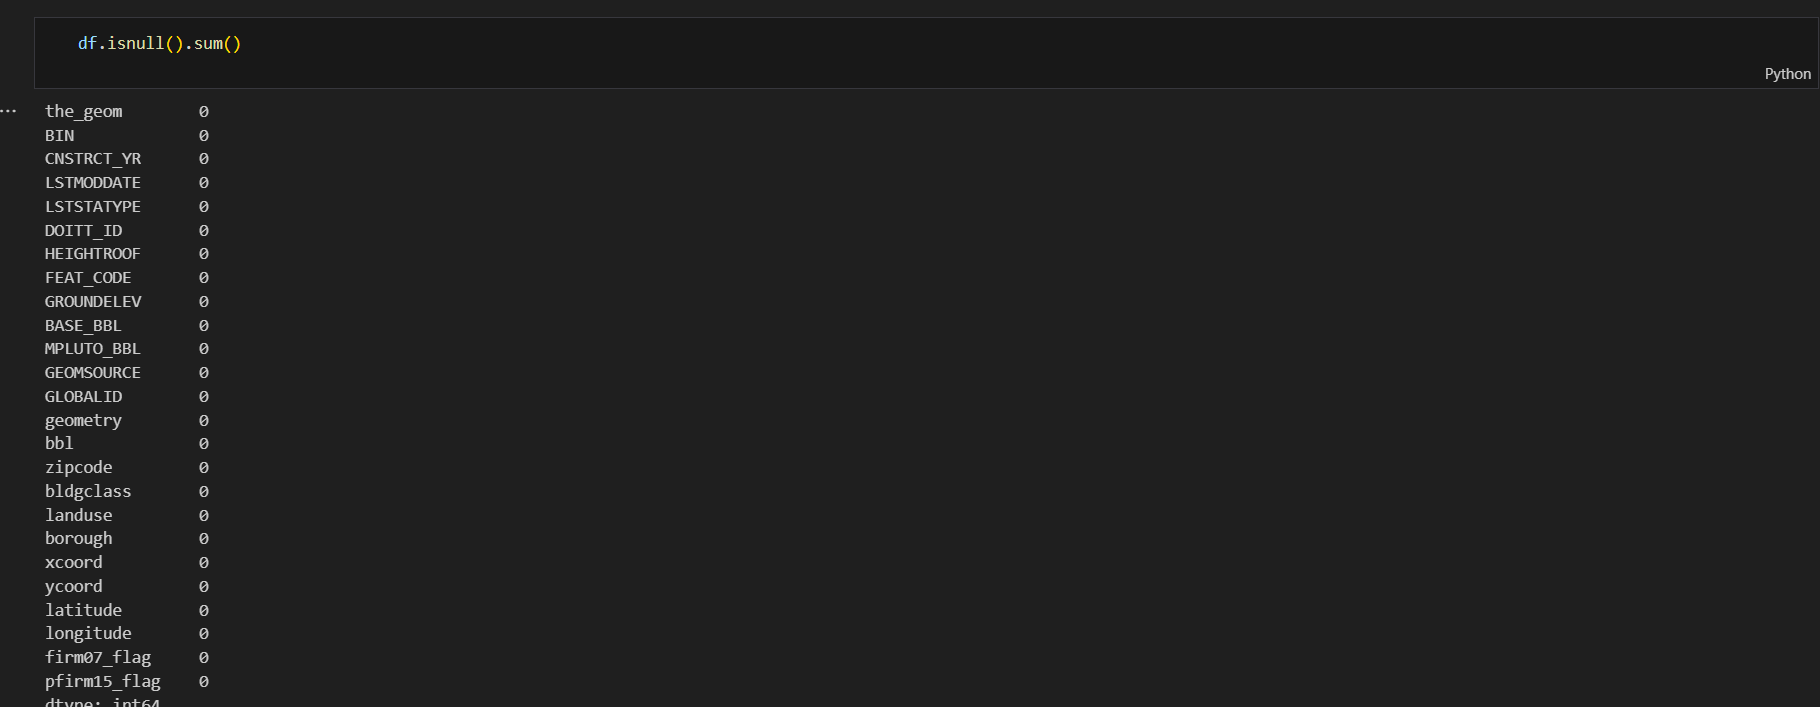 df.isnull().sum()
Python
...
the_geom 0
BIN 0
CNSTRCT_YR 0
LSTMODDATE 0
LSTSTATYPE 0
DOITT_ID 0
HEIGHTROOF 0
FEAT_CODE 0
GROUNDELEV 0
BASE_BBL 0
MPLUTO_BBL 0
GEOMSOURCE 0
GLOBALID 0
geometry 0
bbl 0
zipcode 0
bldgclass 0
landuse 0
borough 0
xcoord 0
ycoord 0
latitude 0
longitude 0
firm07_flag 0
pfirm15_flag 0
dtype: int64